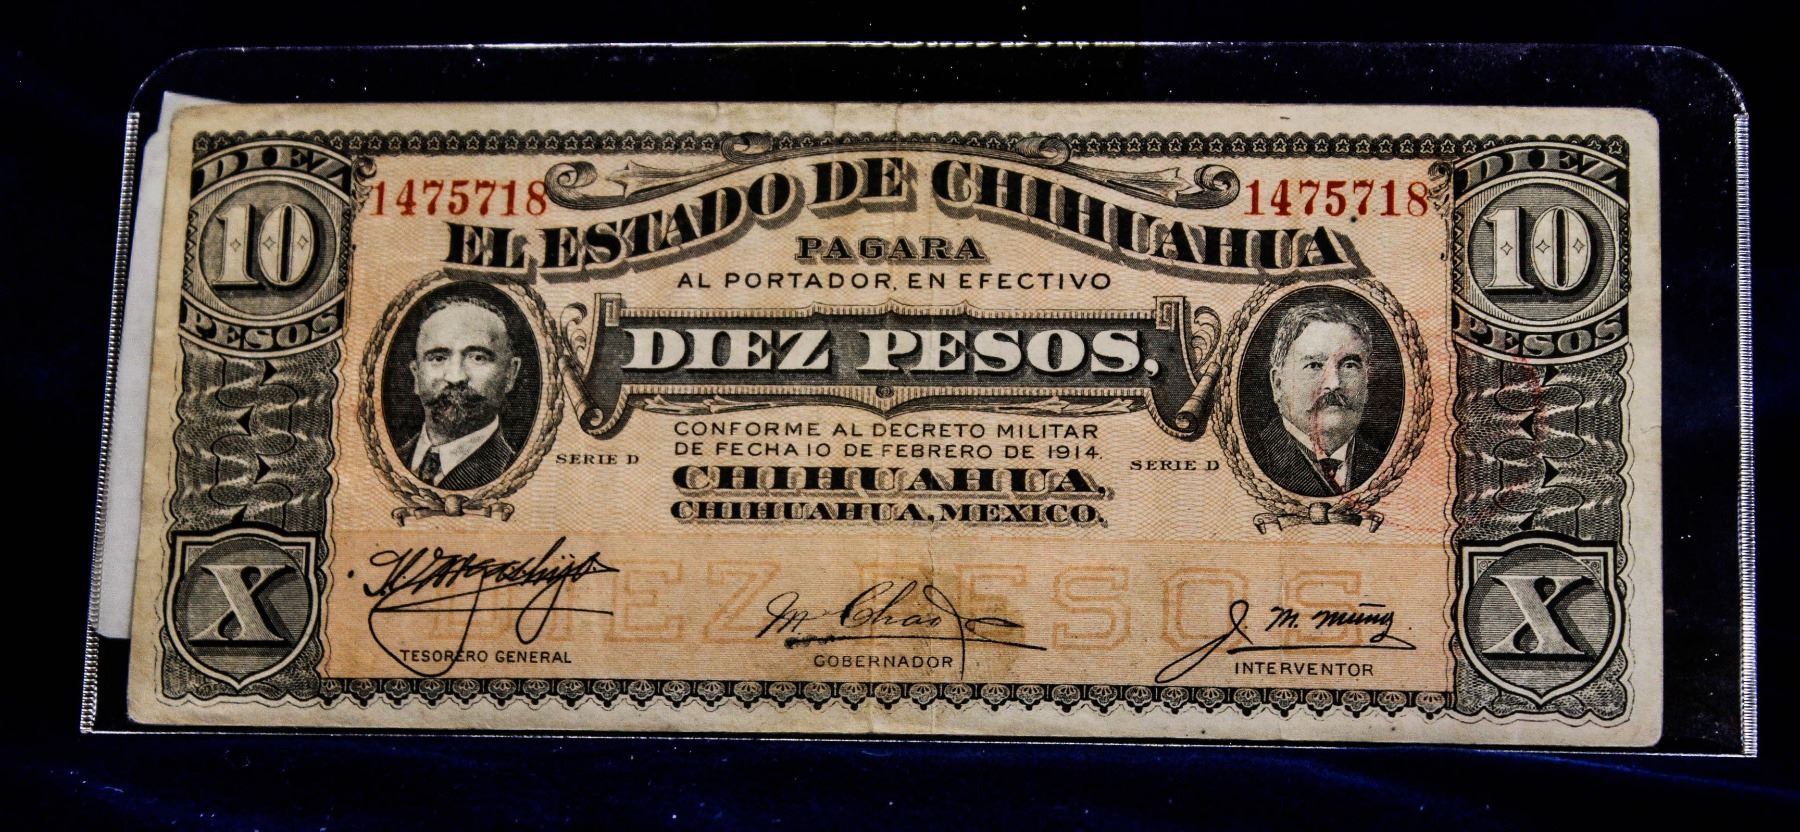 DIEZ
10
PESOS
1475718
EL ESTADO DE CHIHUAHUA
1475718
DIEZ
10
PESOS
PAGARA
AL PORTADOR, EN EFECTIVO
DIEZ PESOS,
CONFORME AL DECRETO MILITAR
DE FECHA 10 DE FEBRERO DE 1914.
SERIE D
SERIE D
CHIHUAHUA,
CHIHUAHUA, MEXICO.
X
DIEZ PESOS
X
TESORERO GENERAL
GOBERNADOR
INTERVENTOR